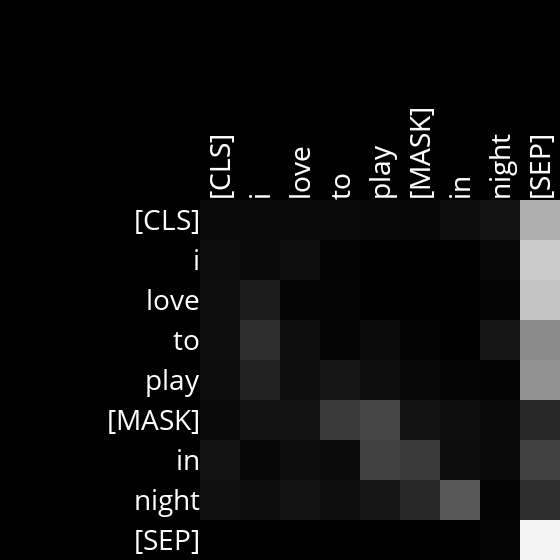 [CLS] i love to play [MASK] in night [SEP]
[CLS]
i
love
to
play
[MASK]
in
night
[SEP]